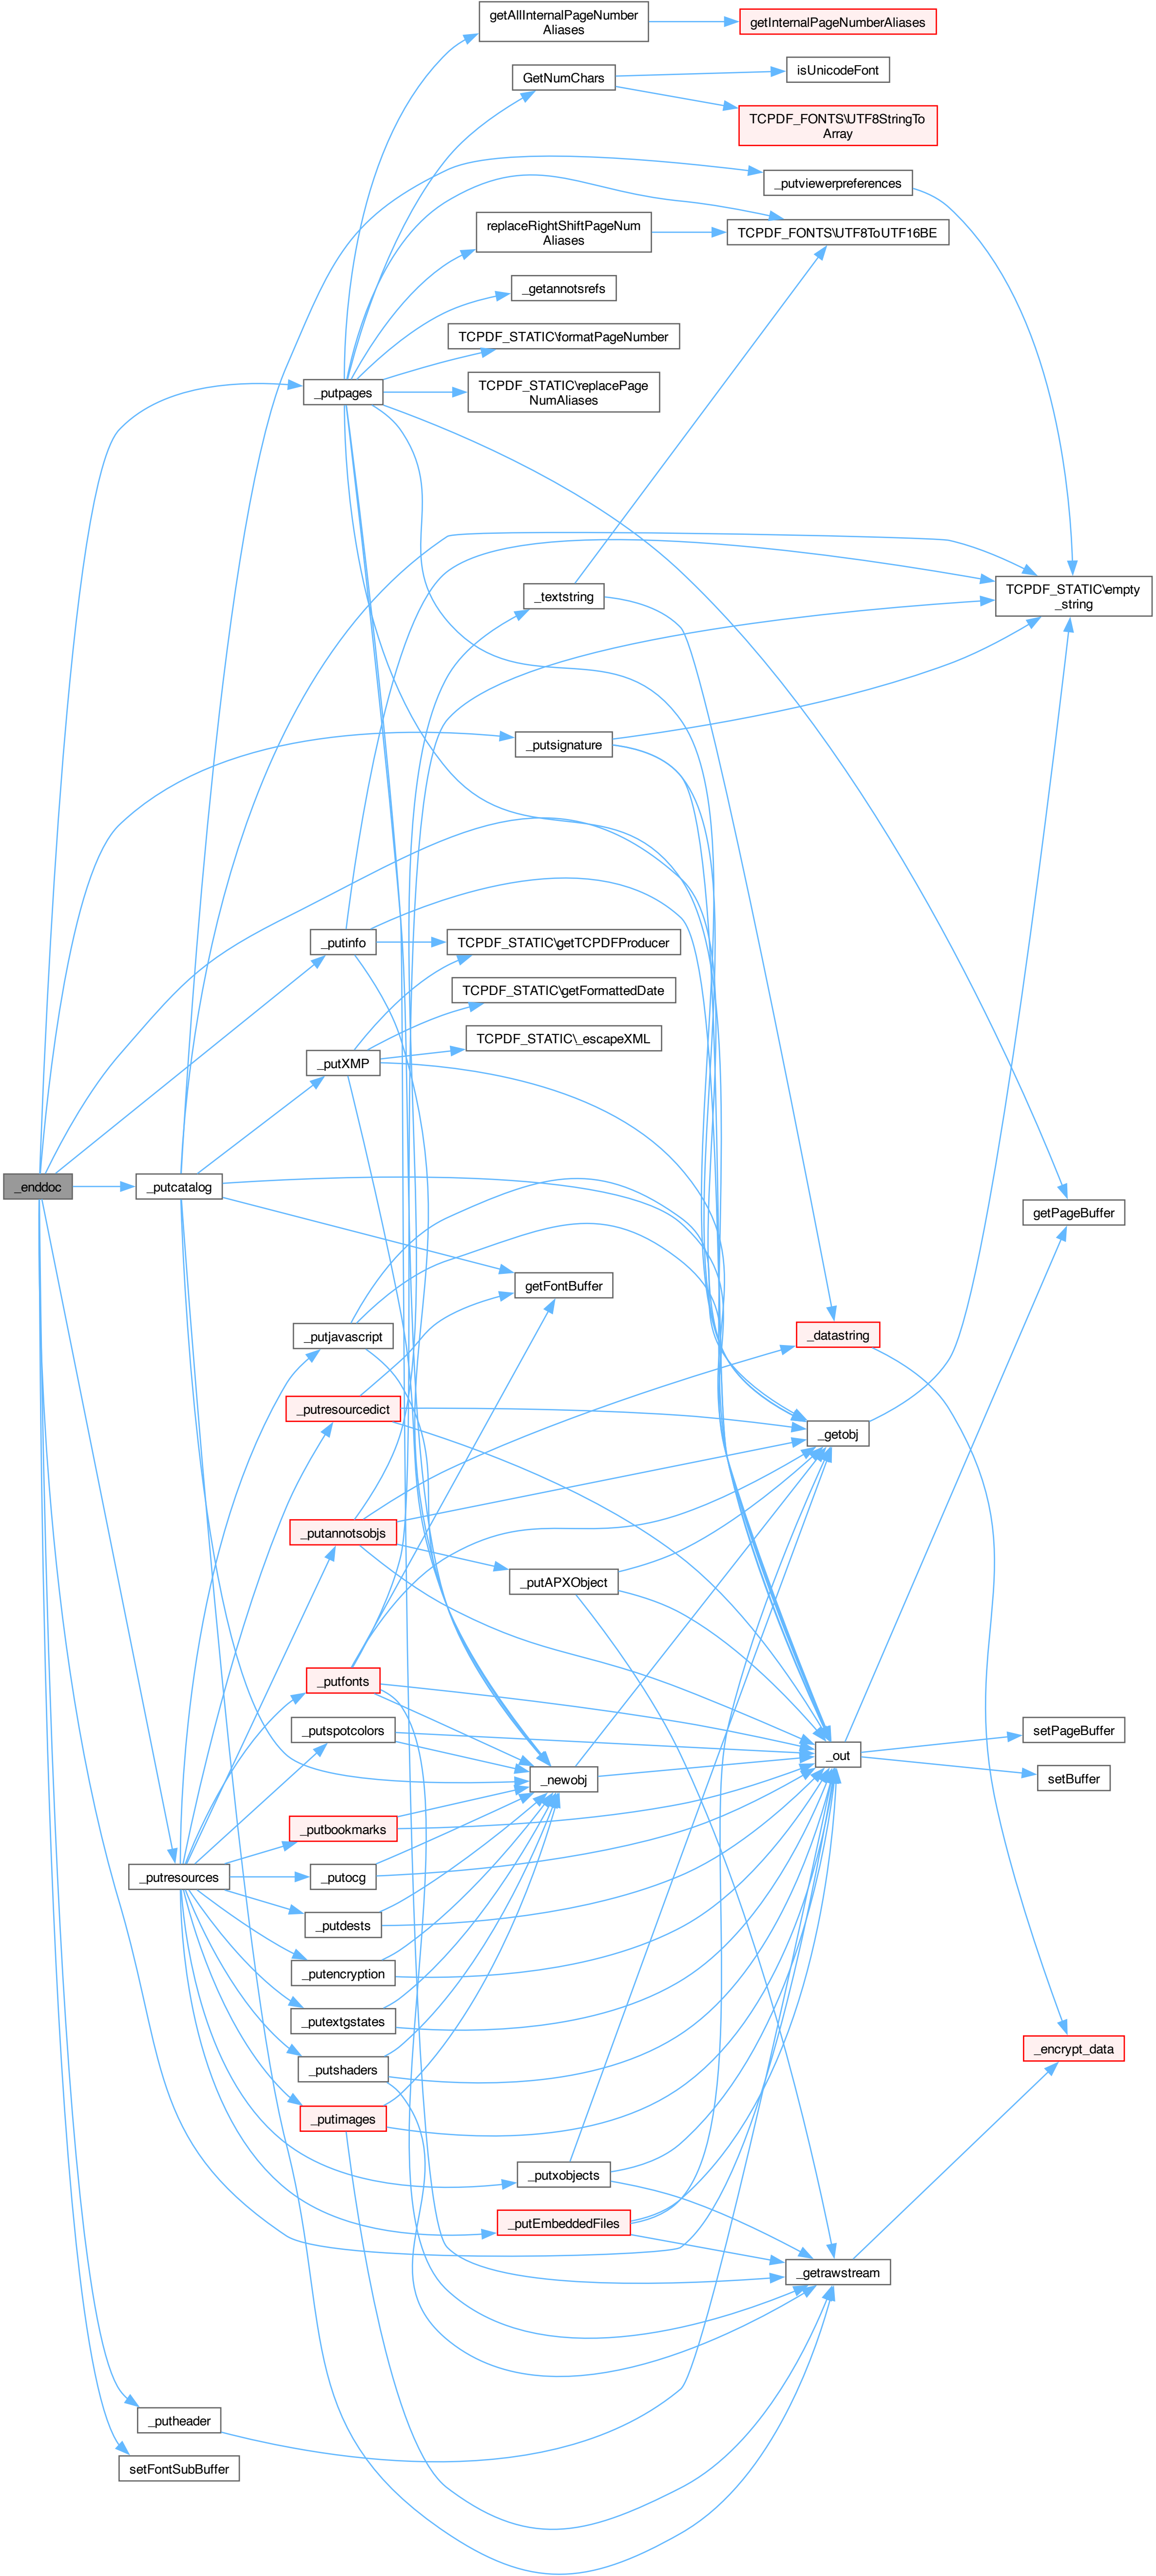 getAllInternalPageNumber
Aliases
getInternalPageNumberAliases
GetNumChars
isUnicodeFont
TCPDF_FONTS\UTF8StringTo
Array
_putviewerpreferences
replaceRightShiftPageNum
Aliases
TCPDF_FONTS\UTF8ToUTF16BE
_getannotsrefs
TCPDF_STATIC\formatPageNumber
_putpages
TCPDF_STATIC\replacePage
NumAliases
_textstring
TCPDF_STATIC\empty
_string
_putsignature
_putinfo
TCPDF_STATIC\getTCPDFProducer
TCPDF_STATIC\getFormattedDate
TCPDF_STATIC\_escapeXML
_putXMP
_enddoc
_putcatalog
getPageBuffer
getFontBuffer
_putjavascript
_datastring
_putresourcedict
_getobj
_putannotsobjs
_putAPXObject
_putfonts
_putspotcolors
setPageBuffer
_out
_newobj
setBuffer
_putbookmarks
_putresources
_putocg
_putdests
_putencryption
_putextgstates
_encrypt_data
_putshaders
_putimages
_putxobjects
_putEmbeddedFiles
_getrawstream
_putheader
setFontSubBuffer